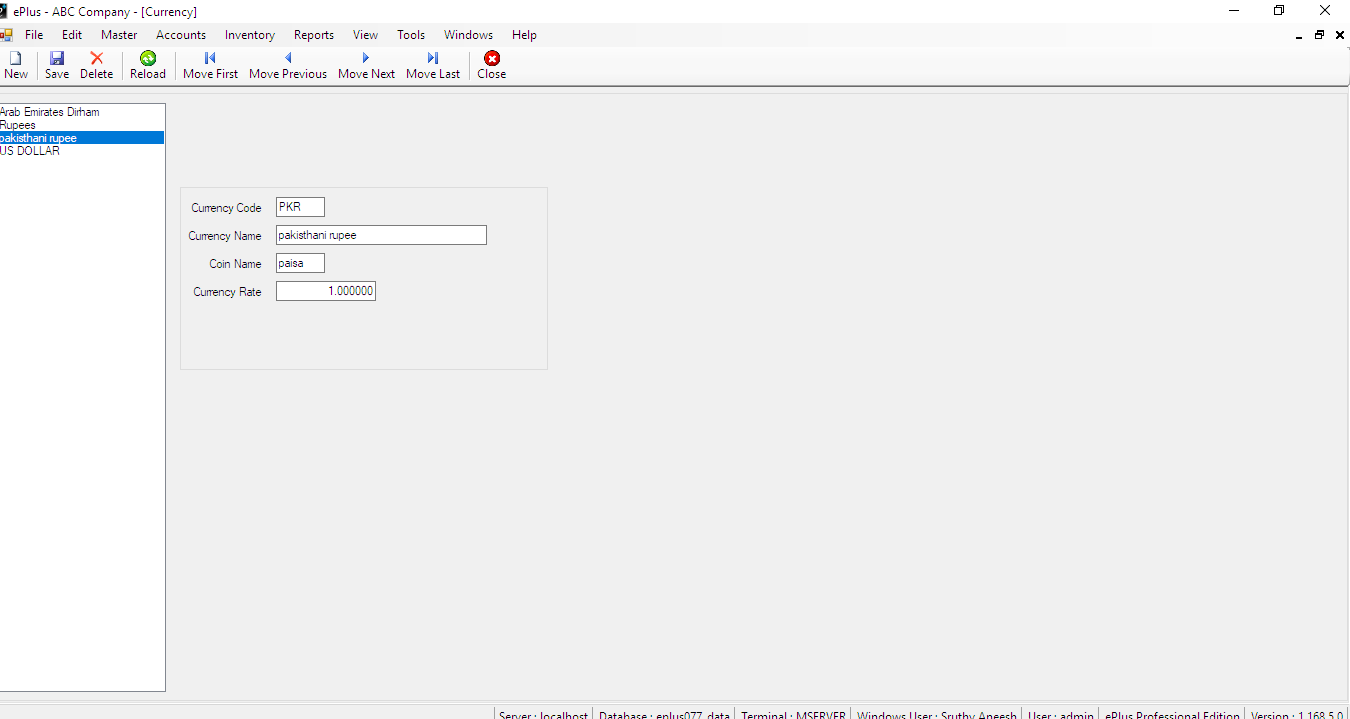 ePlus - ABC Company - [Currency]
File Edit Master Accounts Inventory Reports View Tools Windows Help
New Save Delete Reload Move First Move Previous Move Next Move Last Close
Arab Emirates Dirham
Rupees
pakisthani rupee
US DOLLAR
Currency Code PKR
Currency Name pakisthani rupee
Coin Name paisa
Currency Rate 1.000000
Server : localhost Database : eplus077_data Terminal : MSERVER Windows User : Sruthy Aneesh User : admin ePlus Professional Edition Version : 1.168.5.0